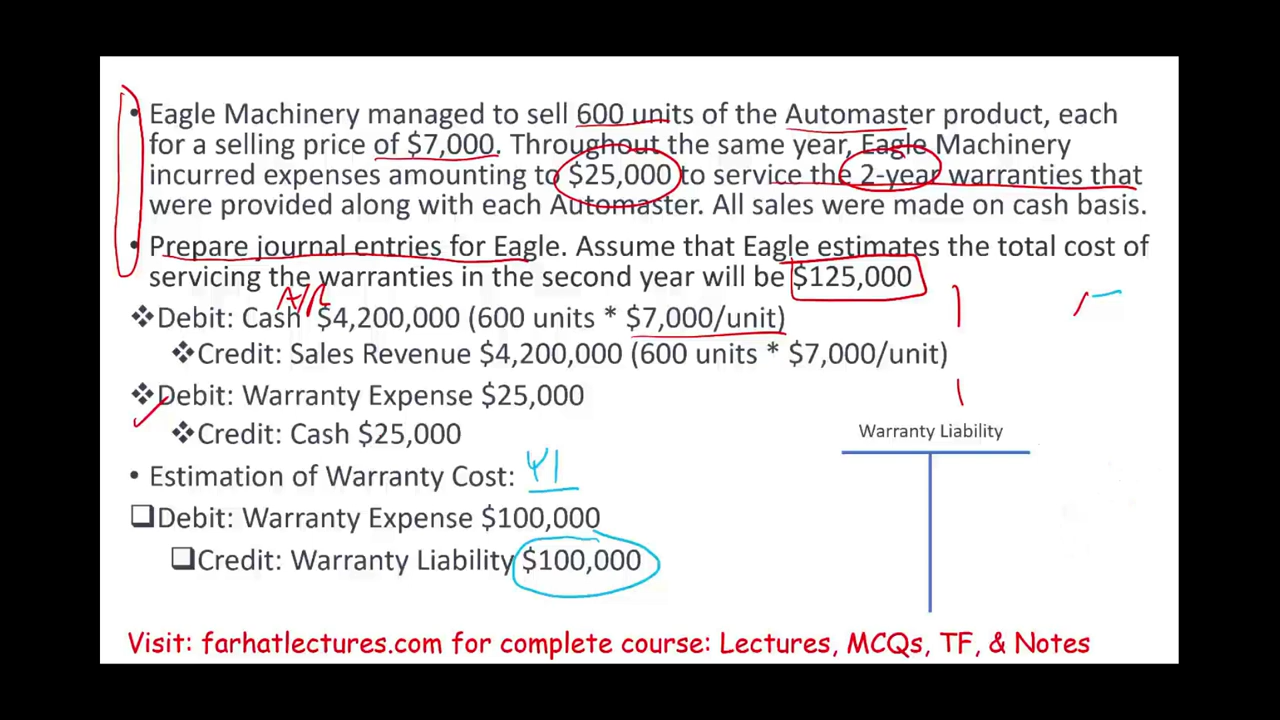 • Eagle Machinery managed to sell 600 units of the Automaster product, each
for a selling price of $7,000. Throughout the same year, Eagle Machinery
incurred expenses amounting to $25,000 to service the 2-year warranties that
were provided along with each Automaster. All sales were made on cash basis.
• Prepare journal entries for Eagle. Assume that Eagle estimates the total cost of
servicing the warranties in the second year will be $125,000
A/R
❖Debit: Cash $4,200,000 (600 units * $7,000/unit)
❖Credit: Sales Revenue $4,200,000 (600 units * $7,000/unit)
❖Debit: Warranty Expense $25,000
❖Credit: Cash $25,000
Warranty Liability
• Estimation of Warranty Cost: Y1
❑Debit: Warranty Expense $100,000
❑Credit: Warranty Liability $100,000
Visit: farhatlectures.com for complete course: Lectures, MCQs, TF, & Notes